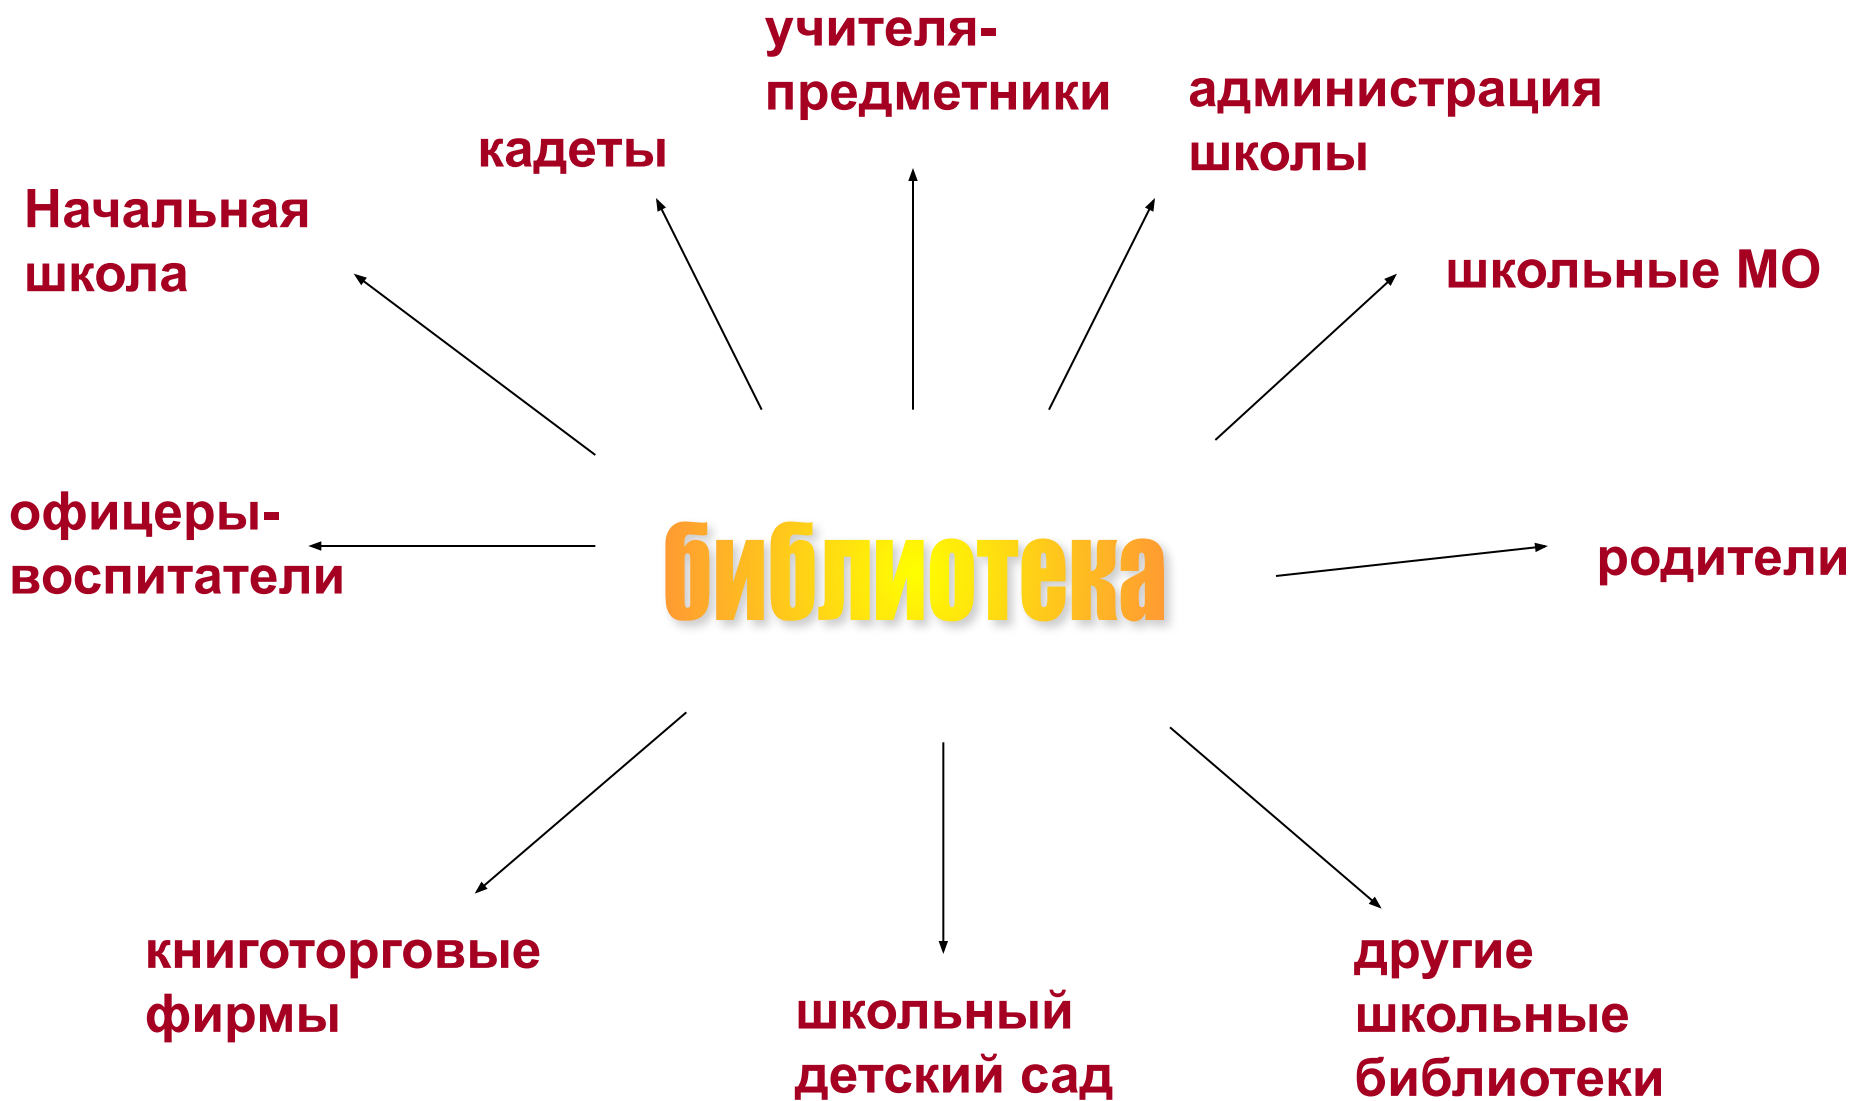 учителя-
предметники
администрация
школы
кадеты
Начальная
школа
школьные МО
офицеры-
воспитатели
библиотека
родители
книготорговые
фирмы
школьный
детский сад
другие
школьные
библиотеки